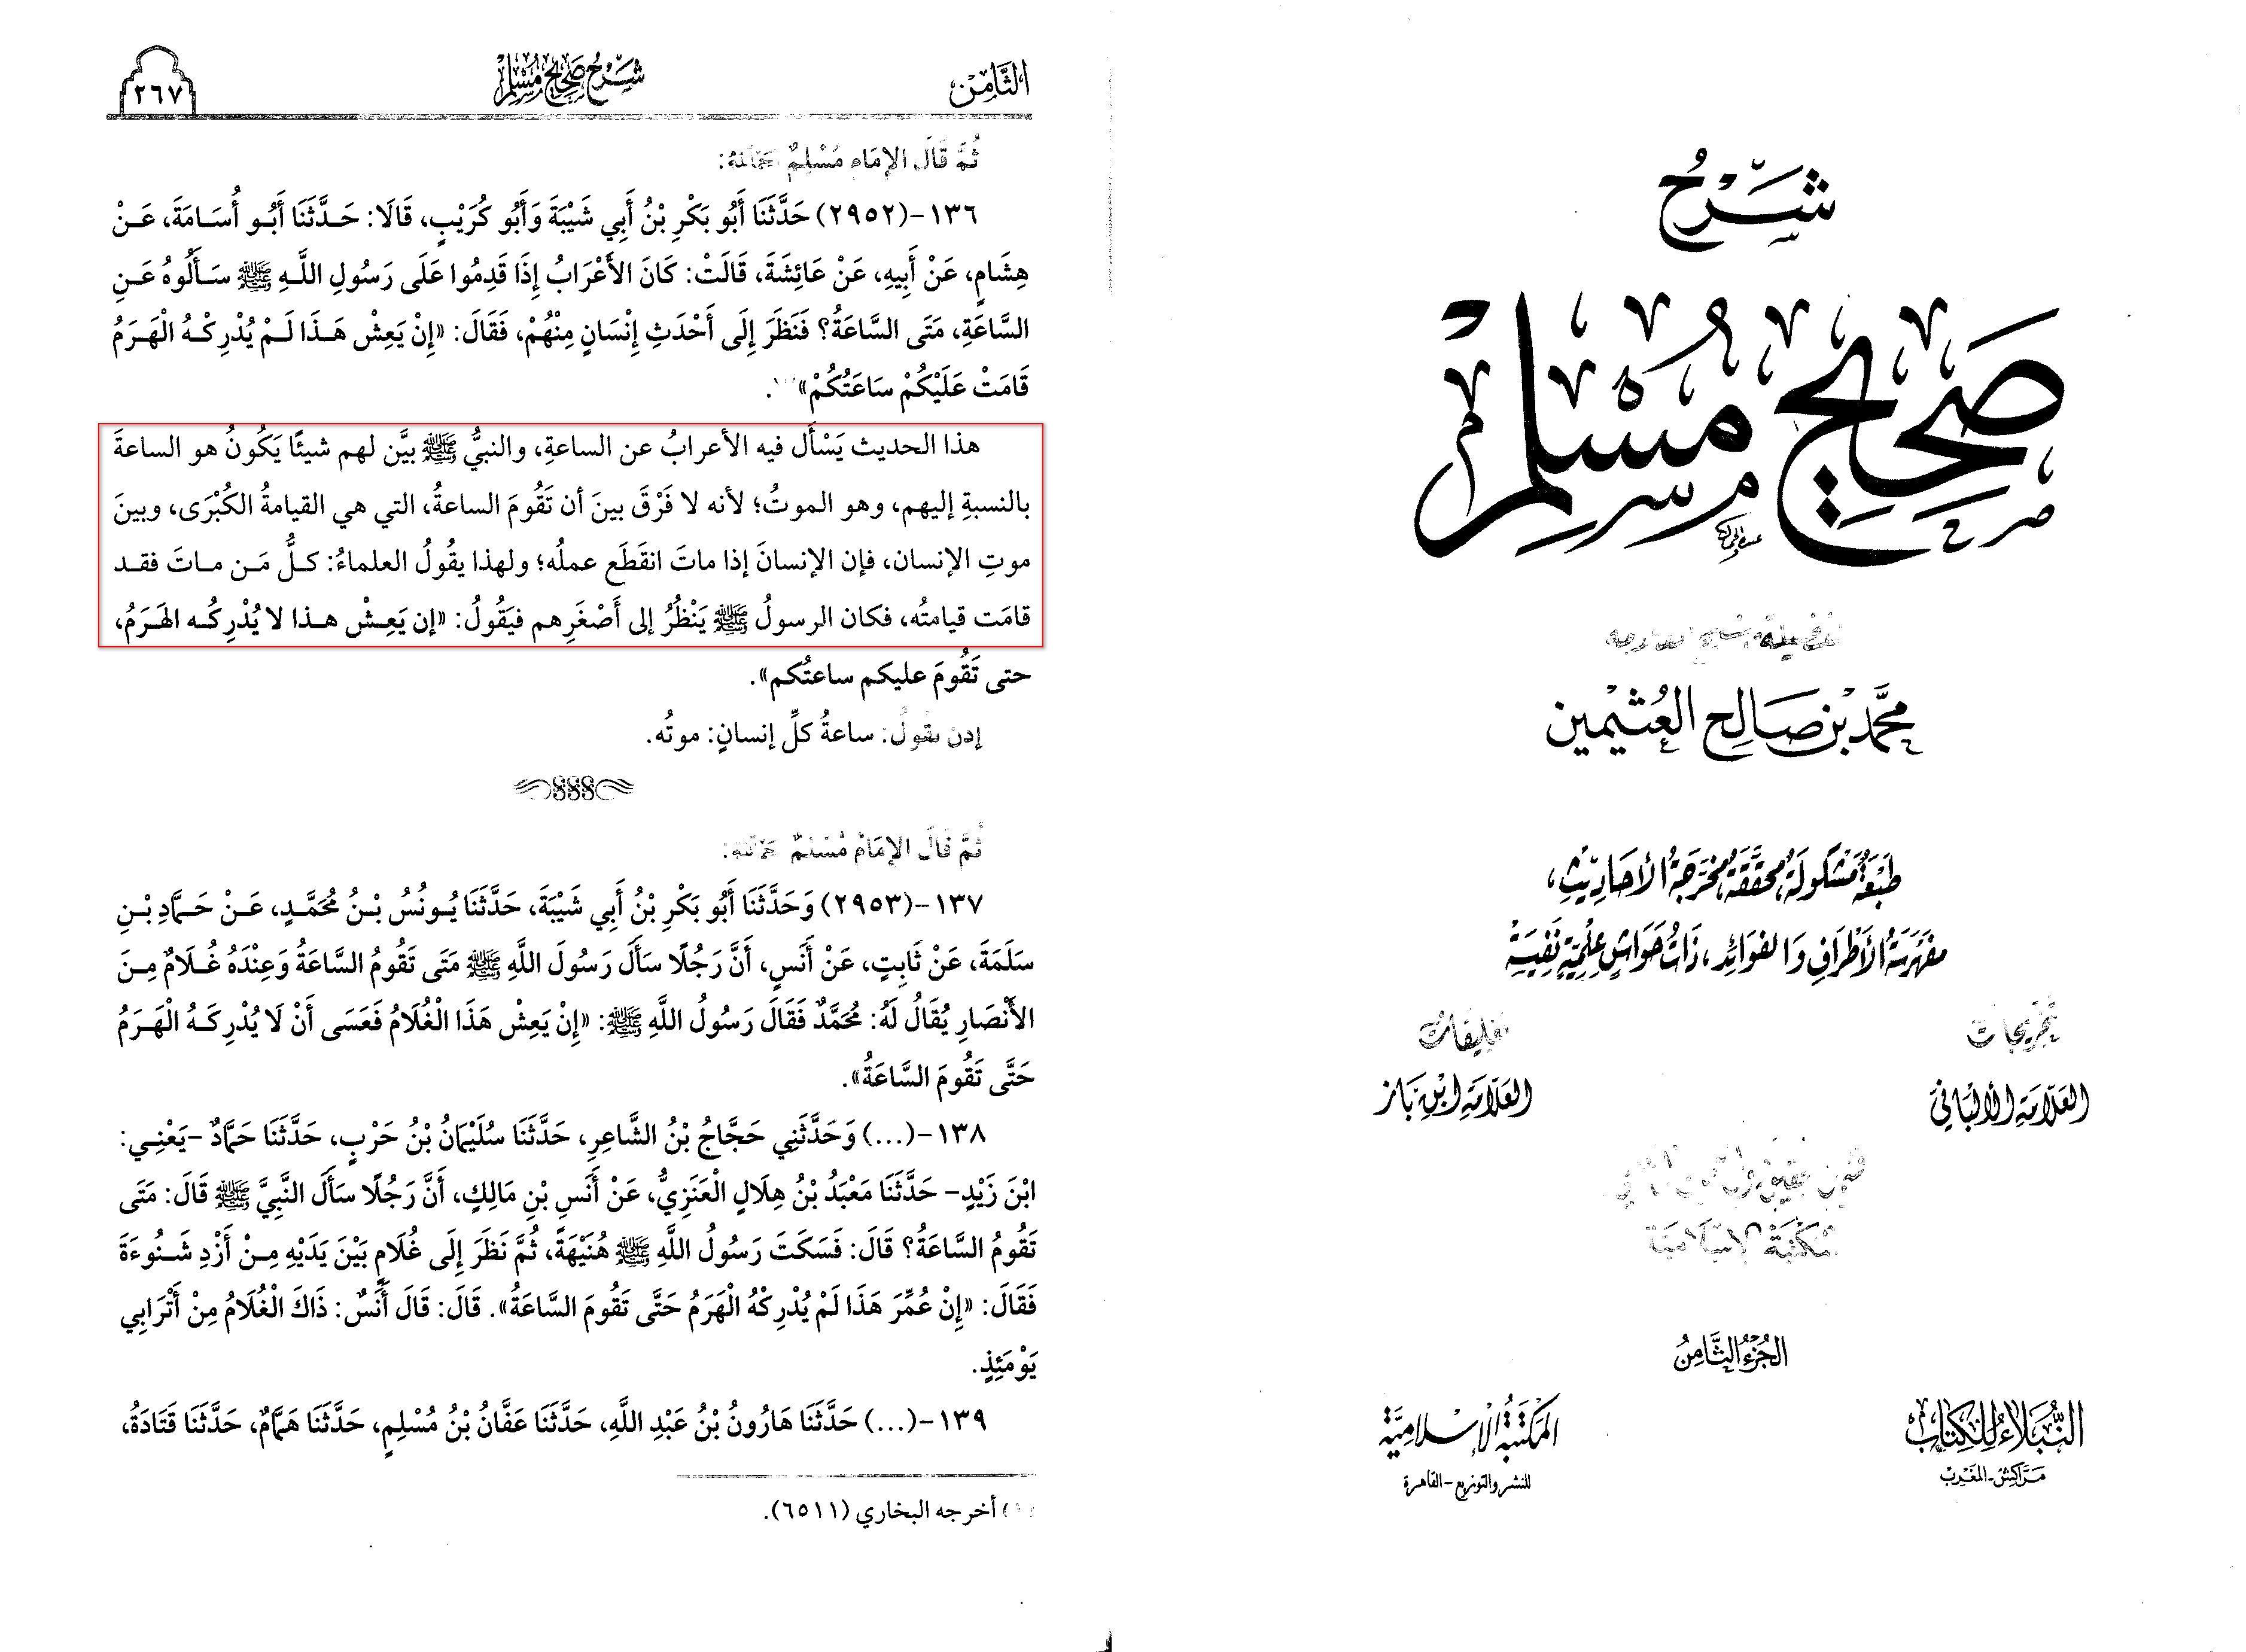 شرح
صحيح مسلم
محمد بن صالح العثيمين
طبعة مشكولة محققة مخرجة الأحاديث،
مفهرسة الأطراف والفوائد، ذات حواش علمية نفيسة
تخريجات
تعليقات
العلامة الألباني
العلامة ابن باز
المكتبة الإسلامية
الجزء الثامن
النبلاء للكتاب
مراكش - المغرب
المكتبة الإسلامية
للنشر والتوزيع - القاهرة
الثَّامِن
شرح صحيح مسلم
٢٦٧
ثُمَّ قَالَ الإِمَامُ مُسْلِمٌ :
١٣٦-(٢٩٥٢) حَدَّثَنَا أَبُو بَكْرِ بْنُ أَبِي شَيْبَةَ وَأَبُو كُرَيْبٍ، قَالَا: حَدَّثَنَا أَبُو أُسَامَةَ، عَنْ
هِشَامٍ، عَنْ أَبِيهِ، عَنْ عَائِشَةَ، قَالَتْ: كَانَ الأَعْرَابُ إِذَا قَدِمُوا عَلَى رَسُولِ اللَّهِ ﷺ سَأَلُوهُ عَنِ
السَّاعَةِ، مَتَى السَّاعَةُ؟ فَنَظَرَ إِلَى أَحْدَثِ إِنْسَانٍ مِنْهُمْ، فَقَالَ: «إِنْ يَعِشْ هَذَا لَمْ يُدْرِكْهُ الْهَرَمُ
قَامَتْ عَلَيْكُمْ سَاعَتُكُمْ».
هذا الحديث يَسْأَل فيه الأعرابُ عن الساعةِ، والنبيُّ ﷺ بيَّن لهم شيئًا يَكُونُ هو الساعةَ
بالنسبةِ إليهم، وهو الموتُ؛ لأنه لا فَرْقَ بينَ أن تَقُومَ الساعةُ، التي هي القيامةُ الكُبْرَى، وبينَ
موتِ الإنسان، فإن الإنسانَ إذا ماتَ انقَطَع عملُه؛ ولهذا يقُولُ العلماءُ: كلُّ مَن ماتَ فقد
قامَت قيامتُه، فكان الرسولُ ﷺ يَنْظُرُ إلى أَصْغَرِهم فيَقُولُ: «إن يَعِشْ هذا لا يُدْرِكُه الهَرَمُ،
حتى تَقُومَ عليكم ساعتُكم».
إذن نقُولُ: ساعةُ كلِّ إنسانٍ: موتُه.
ثُمَّ قَالَ الإِمَامُ مُسْلِمٌ :
١٣٧-(٢٩٥٣) وَحَدَّثَنَا أَبُو بَكْرِ بْنُ أَبِي شَيْبَةَ، حَدَّثَنَا يُونُسُ بْنُ مُحَمَّدٍ، عَنْ حَمَّادِ بْنِ
سَلَمَةَ، عَنْ ثَابِتٍ، عَنْ أَنَسٍ، أَنَّ رَجُلًا سَأَلَ رَسُولَ اللَّهِ ﷺ مَتَى تَقُومُ السَّاعَةُ وَعِنْدَهُ غُلَامٌ مِنَ
الأَنْصَارِ يُقَالُ لَهُ: مُحَمَّدٌ فَقَالَ رَسُولُ اللَّهِ ﷺ: «إِنْ يَعِشْ هَذَا الْغُلَامُ فَعَسَى أَنْ لَا يُدْرِكَهُ الْهَرَمُ
حَتَّى تَقُومَ السَّاعَةُ».
١٣٨-(...) وَحَدَّثَنِي حَجَّاجُ بْنُ الشَّاعِرِ، حَدَّثَنَا سُلَيْمَانُ بْنُ حَرْبٍ، حَدَّثَنَا حَمَّادٌ -يَعْنِي:
ابْنَ زَيْدٍ- حَدَّثَنَا مَعْبَدُ بْنُ هِلَالٍ الْعَنَزِيُّ، عَنْ أَنَسِ بْنِ مَالِكٍ، أَنَّ رَجُلًا سَأَلَ النَّبِيَّ ﷺ قَالَ: مَتَى
تَقُومُ السَّاعَةُ؟ قَالَ: فَسَكَتَ رَسُولُ اللَّهِ ﷺ هُنَيْهَةً، ثُمَّ نَظَرَ إِلَى غُلَامٍ بَيْنَ يَدَيْهِ مِنْ أَزْدِ شَنُوءَةَ
فَقَالَ: «إِنْ عُمِّرَ هَذَا لَمْ يُدْرِكْهُ الْهَرَمُ حَتَّى تَقُومَ السَّاعَةُ». قَالَ: قَالَ أَنَسٌ: ذَاكَ الْغُلَامُ مِنْ أَتْرَابِي
يَوْمَئِذٍ.
١٣٩-(...) حَدَّثَنَا هَارُونُ بْنُ عَبْدِ اللَّهِ، حَدَّثَنَا عَفَّانُ بْنُ مُسْلِمٍ، حَدَّثَنَا هَمَّامٌ، حَدَّثَنَا قَتَادَةُ،
(١) أخرجه البخاري (٦٥١١).